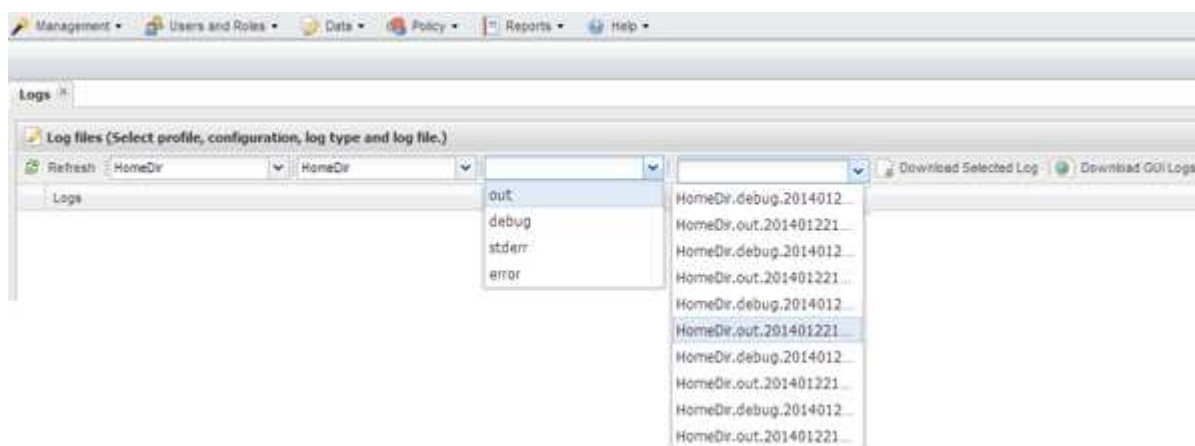 Management Users and Roles Data Policy Reports Help
Logs
Log files (Select profile, configuration, log type and log file.)
Refresh HomeDir HomeDir Download Selected Log Download GUI Logs
Logs
out
debug
stderr
error
HomeDir.debug.2014012...
HomeDir.out.201401221...
HomeDir.debug.2014012...
HomeDir.out.201401221...
HomeDir.debug.2014012...
HomeDir.out.201401221...
HomeDir.debug.2014012...
HomeDir.out.201401221...
HomeDir.debug.2014012...
HomeDir.out.201401221...